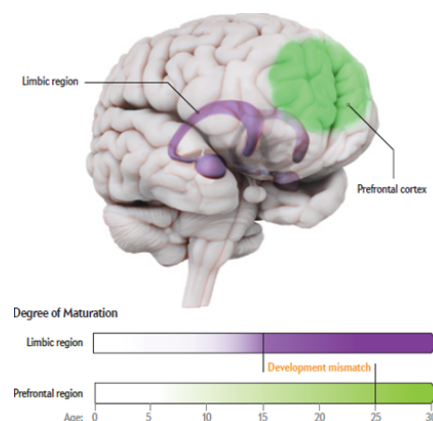 Limbic region
Prefrontal cortex
Degree of Maturation
Limbic region
Development mismatch
Prefrontal region
Age: 0 5 10 15 20 25 30